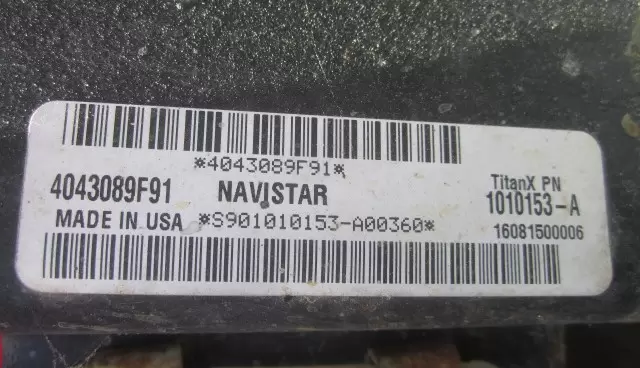 *4043089F91*
4043089F91 NAVISTAR TitanX PN
1010153-A
MADE IN USA *S901010153-A00360* 16081500006